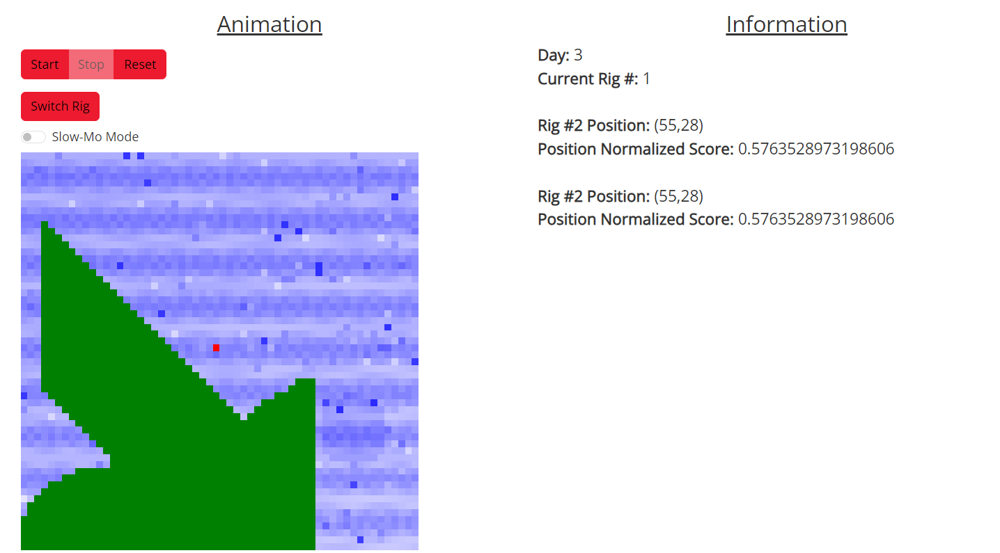 Animation
Start Stop Reset
Switch Rig
Slow-Mo Mode
Information
Day: 3
Current Rig #: 1
Rig #2 Position: (55,28)
Position Normalized Score: 0.5763528973198606
Rig #2 Position: (55,28)
Position Normalized Score: 0.5763528973198606